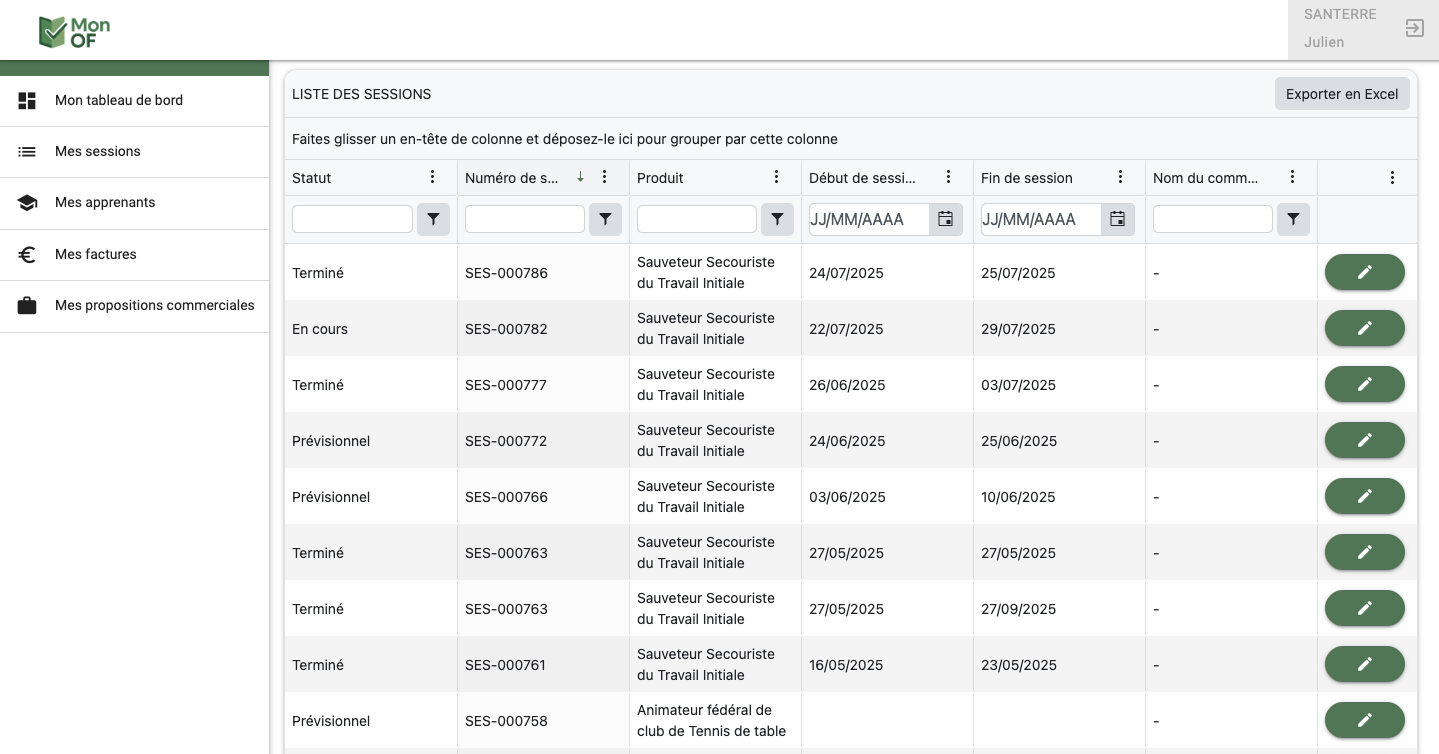 Mon
OF
SANTERRE
Julien
Mon tableau de bord
Mes sessions
Mes apprenants
Mes factures
Mes propositions commerciales
LISTE DES SESSIONS
Exporter en Excel
Faites glisser un en-tête de colonne et déposez-le ici pour grouper par cette colonne
Statut Numéro de s... Produit Début de sessi... Fin de session Nom du comm...
JJ/MM/AAAA JJ/MM/AAAA
Terminé SES-000786 Sauveteur Secouriste
du Travail Initiale 24/07/2025 25/07/2025 -
En cours SES-000782 Sauveteur Secouriste
du Travail Initiale 22/07/2025 29/07/2025 -
Terminé SES-000777 Sauveteur Secouriste
du Travail Initiale 26/06/2025 03/07/2025 -
Prévisionnel SES-000772 Sauveteur Secouriste
du Travail Initiale 24/06/2025 25/06/2025 -
Prévisionnel SES-000766 Sauveteur Secouriste
du Travail Initiale 03/06/2025 10/06/2025 -
Terminé SES-000763 Sauveteur Secouriste
du Travail Initiale 27/05/2025 27/05/2025 -
Terminé SES-000763 Sauveteur Secouriste
du Travail Initiale 27/05/2025 27/09/2025 -
Terminé SES-000761 Sauveteur Secouriste
du Travail Initiale 16/05/2025 23/05/2025 -
Prévisionnel SES-000758 Animateur fédéral de
club de Tennis de table -